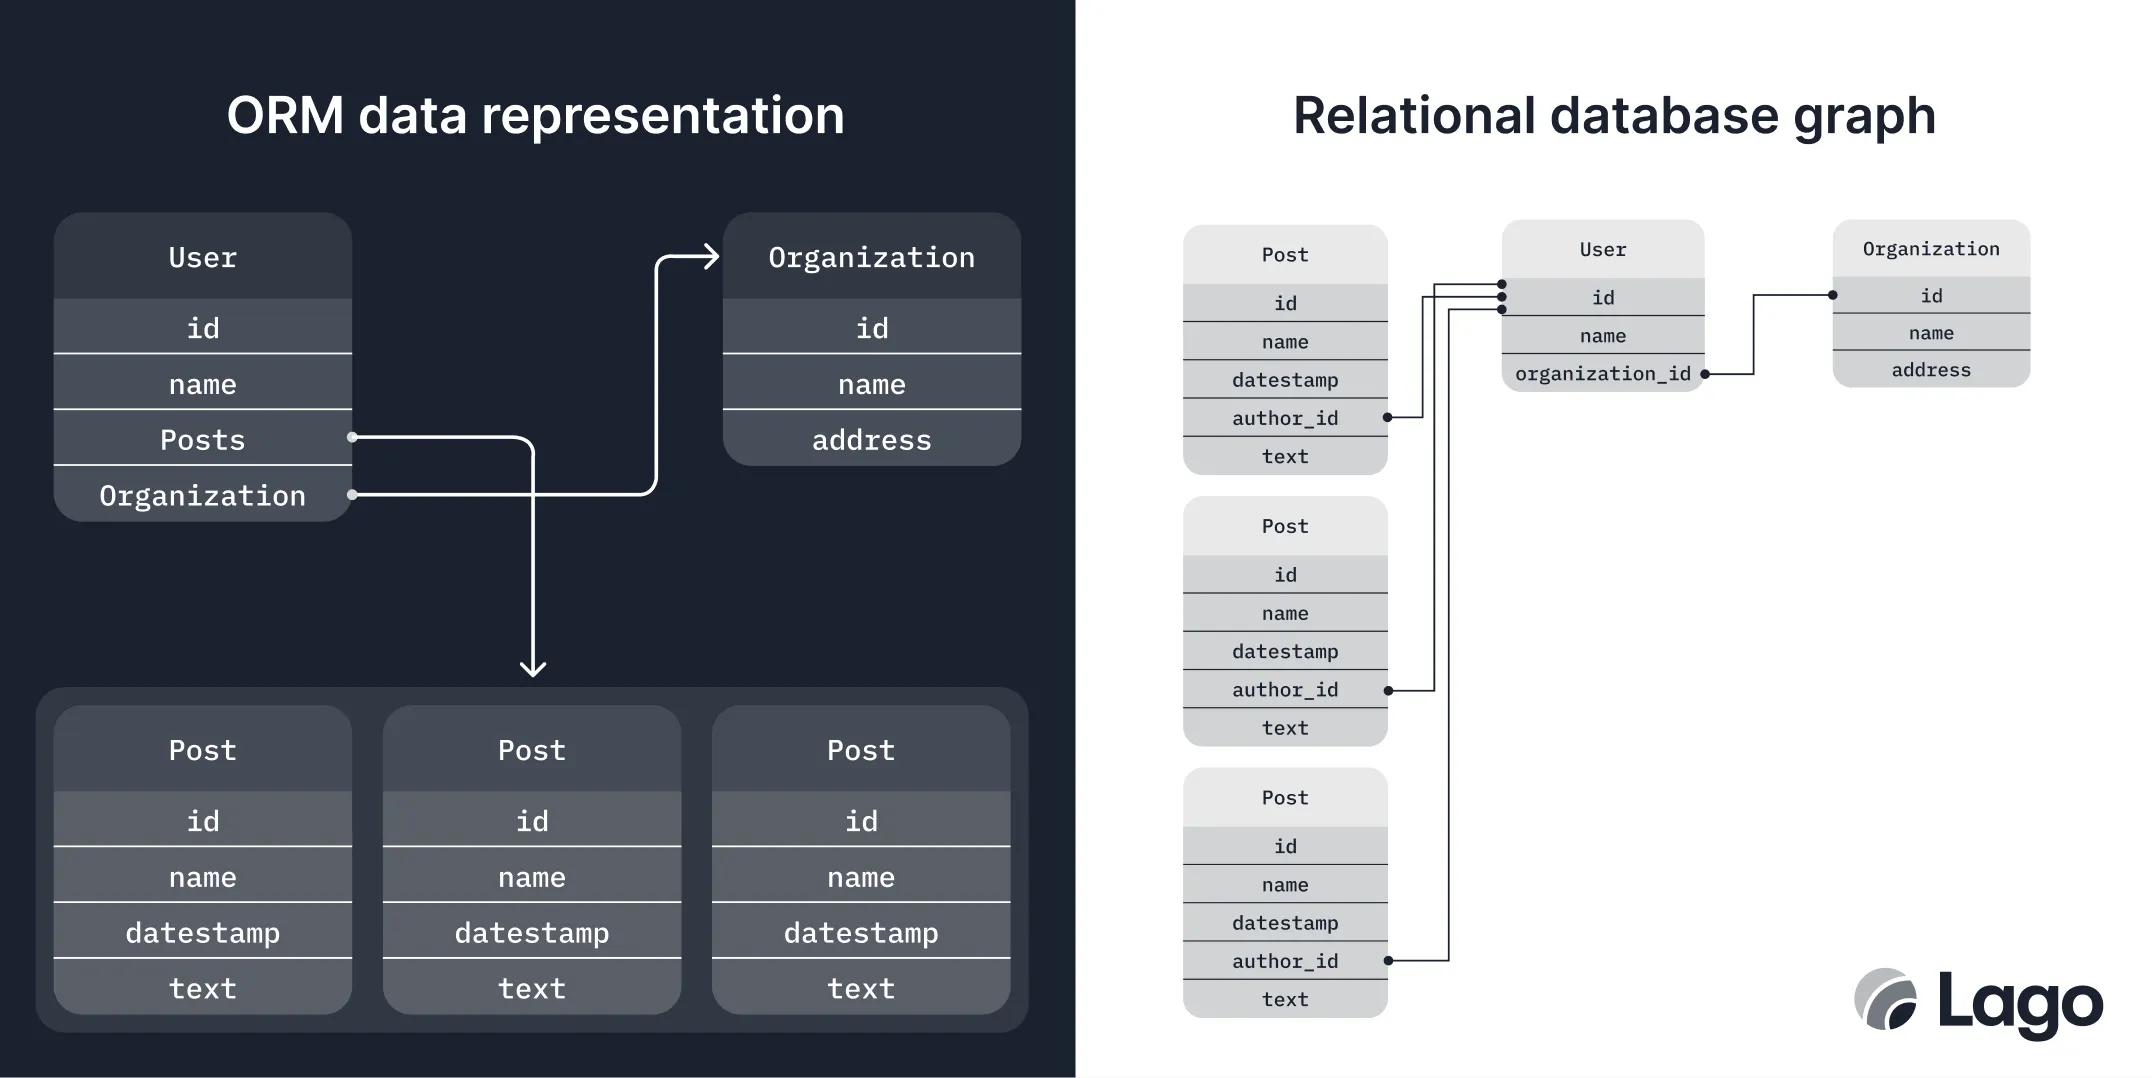 ORM data representation
User
id
name
Posts
Organization
Organization
id
name
address
Post
id
name
datestamp
text
Post
id
name
datestamp
text
Post
id
name
datestamp
text
Relational database graph
Post
id
name
datestamp
author_id
text
Post
id
name
datestamp
author_id
text
Post
id
name
datestamp
author_id
text
User
id
name
organization_id
Organization
id
name
address
Lago